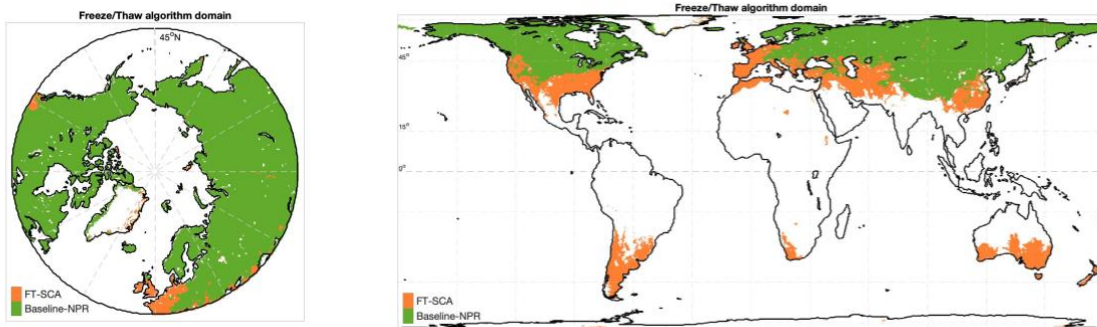 Freeze/Thaw algorithm domain
45°N
FT-SCA
Baseline-NPR
Freeze/Thaw algorithm domain
45°
15°
0°
FT-SCA
Baseline-NPR